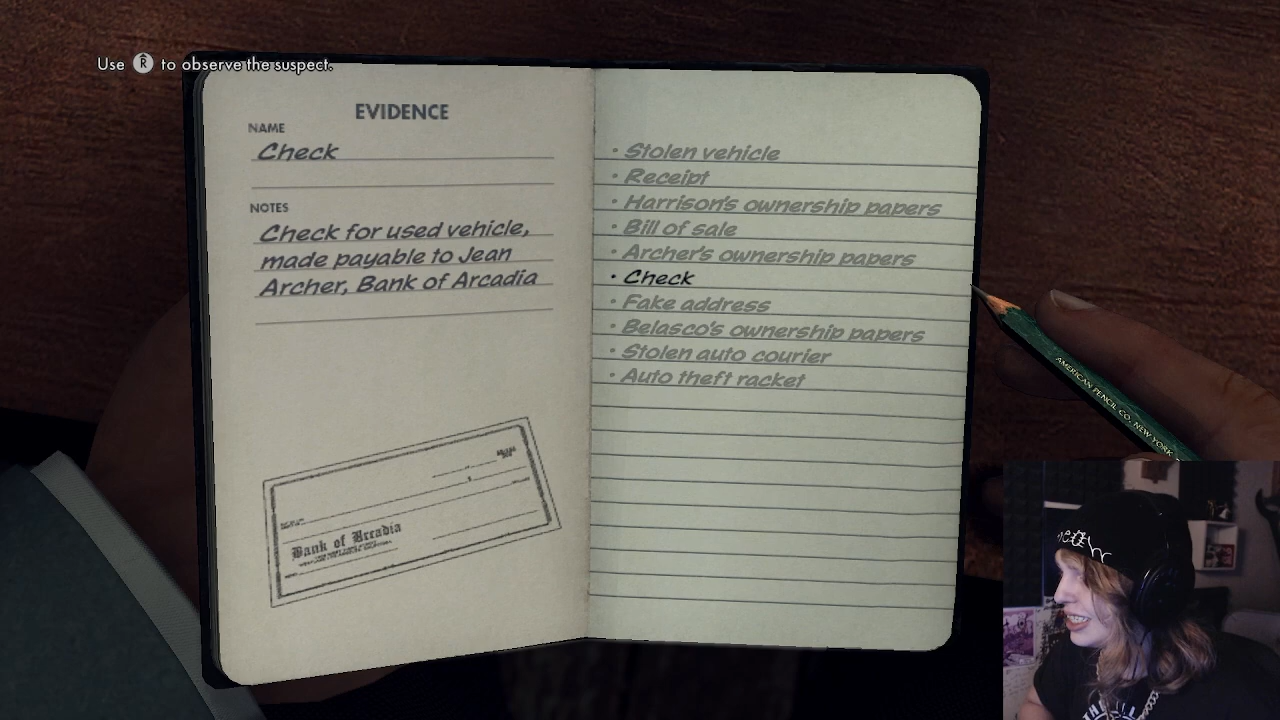 Use R to observe the suspect.
EVIDENCE
NAME
Check
NOTES
Check for used vehicle,
made payable to Jean
Archer, Bank of Arcadia
Bank of Arcadia
• Stolen vehicle
• Receipt
• Harrison's ownership papers
• Bill of sale
• Archer's ownership papers
• Check
• Fake address
• Belasco's ownership papers
• Stolen auto courier
• Auto theft racket
AMERICAN PENCIL CO. NEW YORK